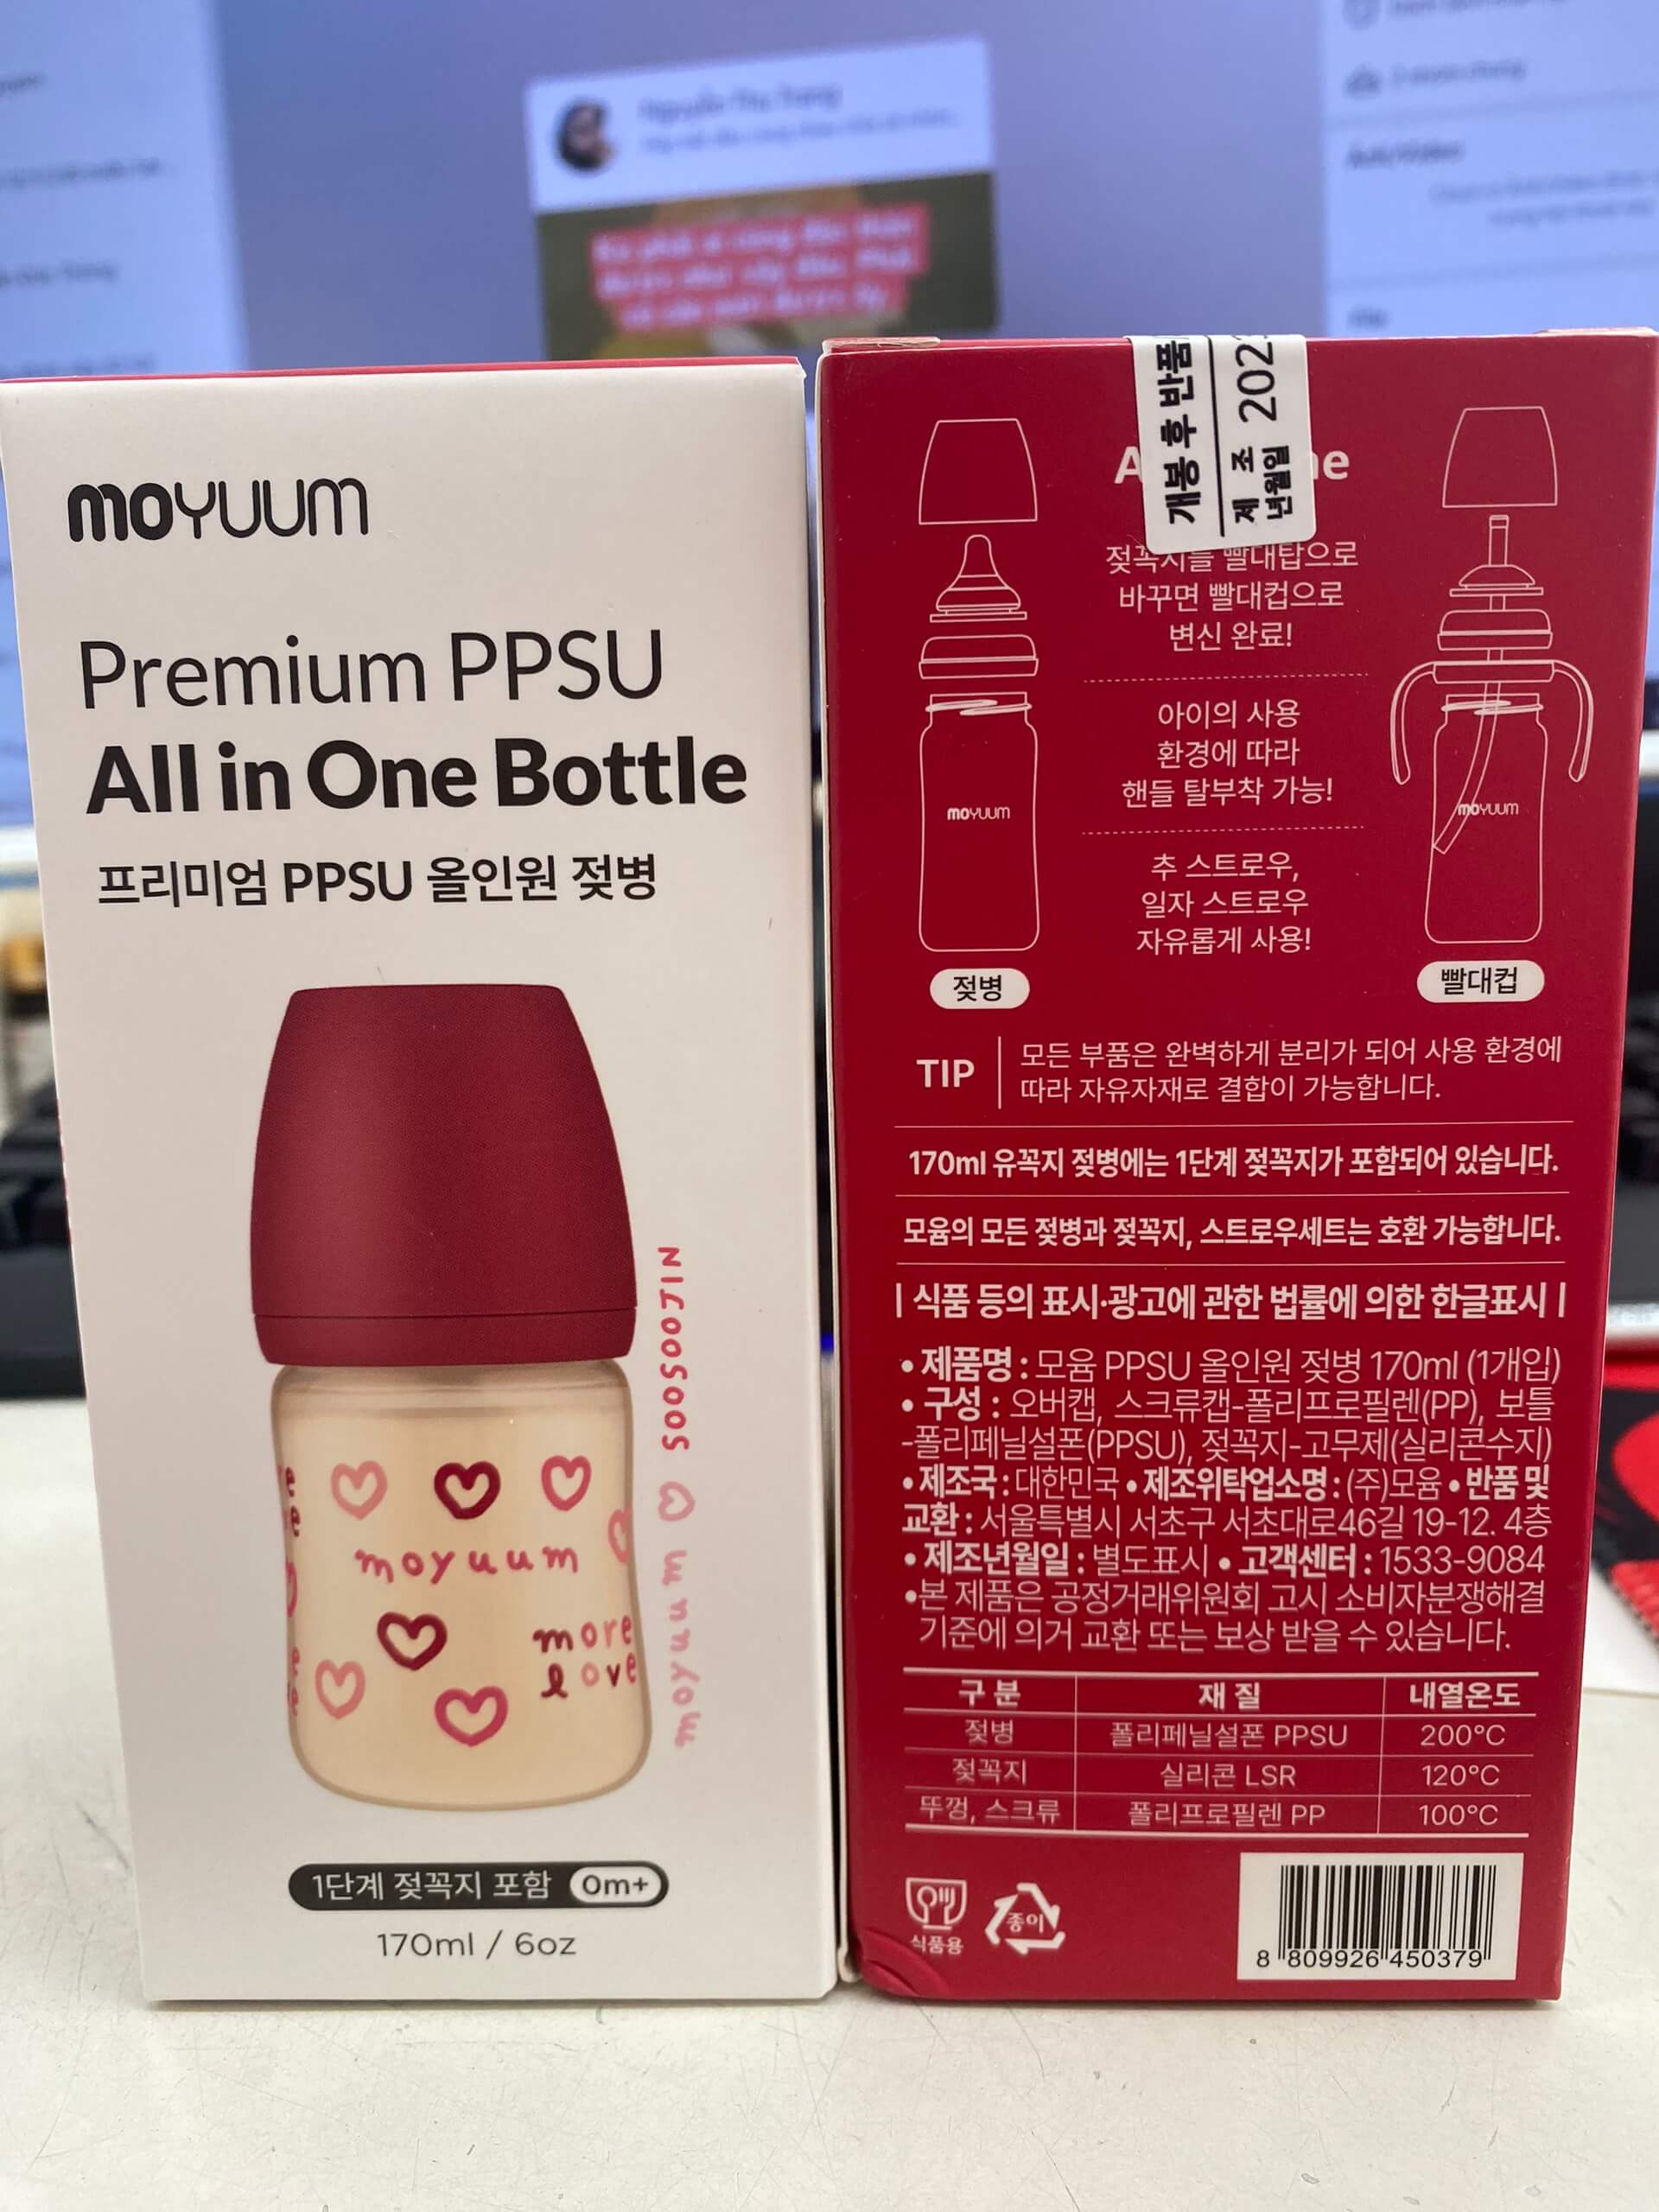 moyuum
Premium PPSU
All in One Bottle
프리미엄 PPSU 올인원 젖병
moyuum
more
love
moyuum ♡ SOOSOOJIN
1단계 젖꼭지 포함 0m+
170ml / 6oz
개봉 후 반품
제 조
년월일 202
젖꼭지를 빨대탑으로
바꾸면 빨대컵으로
변신 완료!
아이의 사용
환경에 따라
핸들 탈부착 가능!
추 스트로우,
일자 스트로우
자유롭게 사용!
moyuum
moyuum
젖병
빨대컵
TIP
모든 부품은 완벽하게 분리가 되어 사용 환경에
따라 자유자재로 결합이 가능합니다.
170ml 유꼭지 젖병에는 1단계 젖꼭지가 포함되어 있습니다.
모윰의 모든 젖병과 젖꼭지, 스트로우세트는 호환 가능합니다.
| 식품 등의 표시·광고에 관한 법률에 의한 한글표시 |
• 제품명 : 모윰 PPSU 올인원 젖병 170ml (1개입)
• 구성 : 오버캡, 스크류캡-폴리프로필렌(PP), 보틀
-폴리페닐설폰(PPSU), 젖꼭지-고무제(실리콘수지)
• 제조국 : 대한민국 • 제조위탁업소명 : (주)모윰 • 반품 및
교환 : 서울특별시 서초구 서초대로46길 19-12. 4층
• 제조년월일 : 별도표시 • 고객센터 : 1533-9084
•본 제품은 공정거래위원회 고시 소비자분쟁해결
기준에 의거 교환 또는 보상 받을 수 있습니다.
구 분 재 질 내열온도
젖병 폴리페닐설폰 PPSU 200°C
젖꼭지 실리콘 LSR 120°C
뚜껑, 스크류 폴리프로필렌 PP 100°C
식품용
종이
8 809926 450379